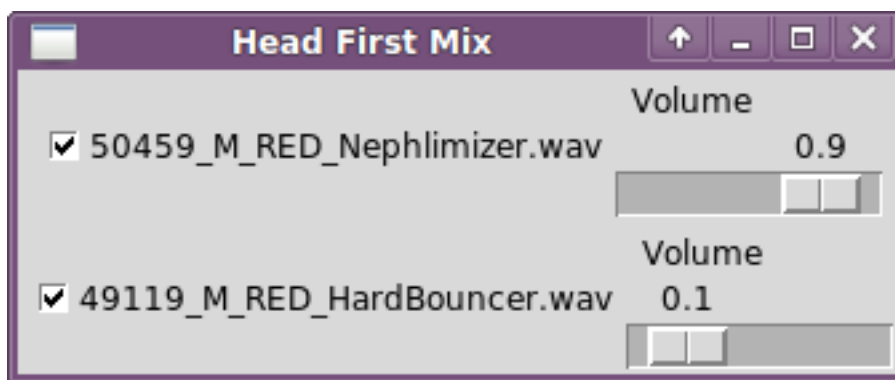 Head First Mix
Volume
50459_M_RED_Nephlimizer.wav 0.9
Volume
49119_M_RED_HardBouncer.wav 0.1